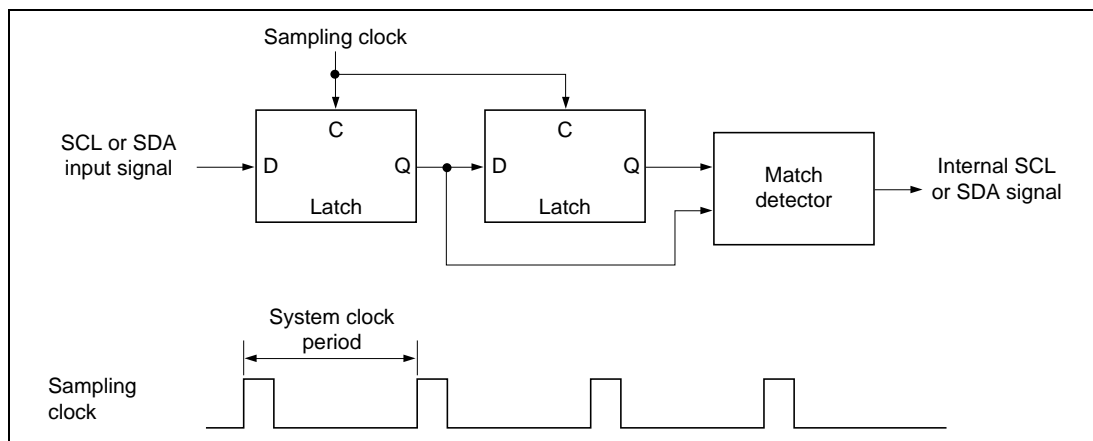 Sampling clock
SCL or SDA
input signal
C
D
Q
Latch
C
D
Q
Latch
Match
detector
Internal SCL
or SDA signal
System clock
period
Sampling
clock